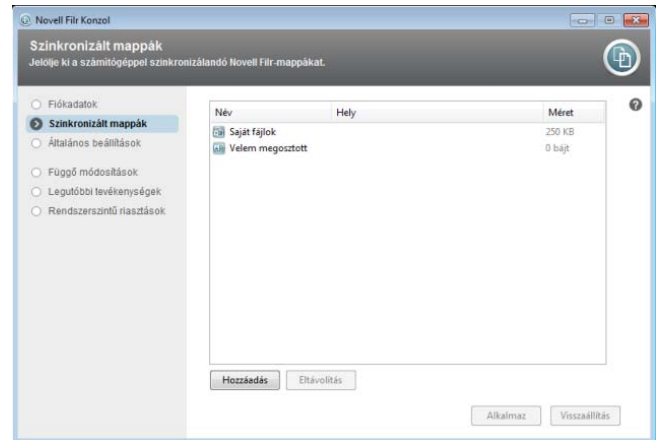 Novell Filr Konzol
Szinkronizált mappák
Jelölje ki a számítógéppel szinkronizálandó Novell Filr-mappákat.
Fiókadatok
Szinkronizált mappák
Általános beállítások
Függő módosítások
Legutóbbi tevékenységek
Rendszerszintű riasztások
Név Hely Méret
Saját fájlok 250 KB
Velem megosztott 0 bájt
Hozzáadás Eltávolítás
Alkalmaz Visszaállítás